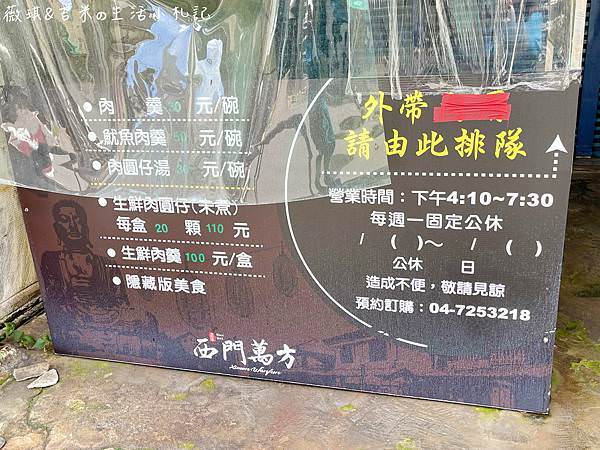 薇琪&吉米の生活小札記
• 肉 羹 元/碗
• 魷魚肉羹 50 元/碗
• 肉圓仔湯 元/碗
• 生鮮肉圓仔(未煮)
每盒 20 顆 110 元
• 生鮮肉羹 100 元/盒
• 隱藏版美食
西門萬方
外帶
請由此排隊
營業時間：下午4:10~7:30
每週一固定公休
/ ( )～ / ( )
公休 日
造成不便，敬請見諒
預約訂購：04-7253218